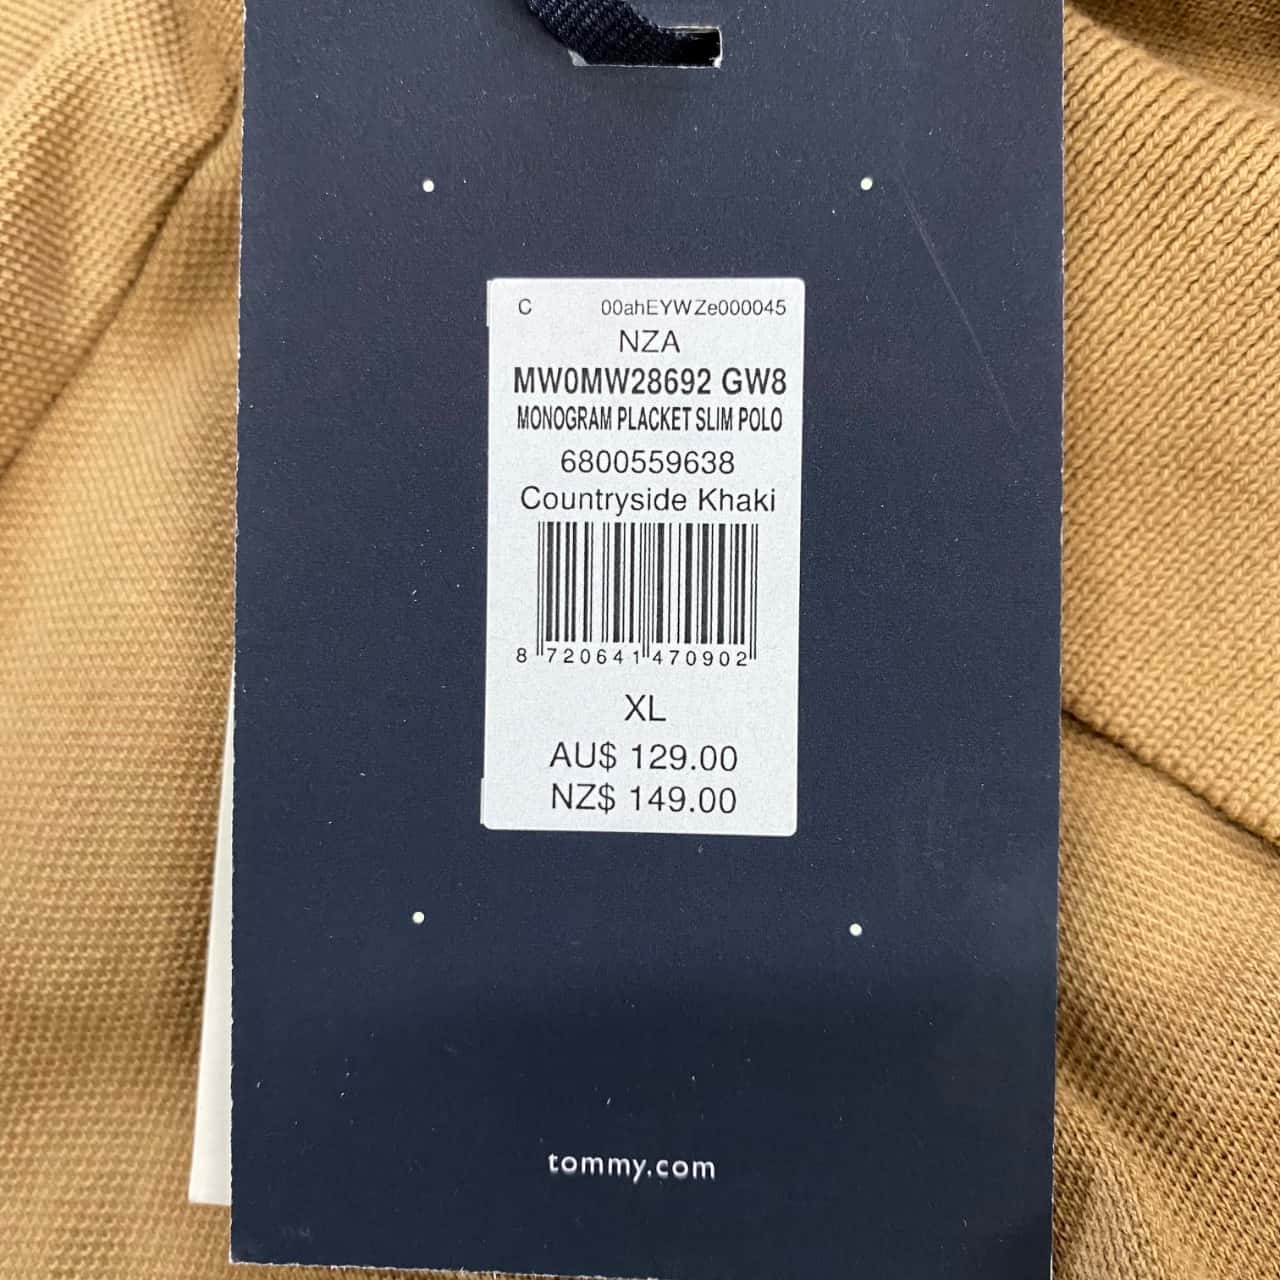 C 00ahEYWZe000045
NZA
MW0MW28692 GW8
MONOGRAM PLACKET SLIM POLO
6800559638
Countryside Khaki
8 720641 470902
XL
AU$ 129.00
NZ$ 149.00
tommy.com